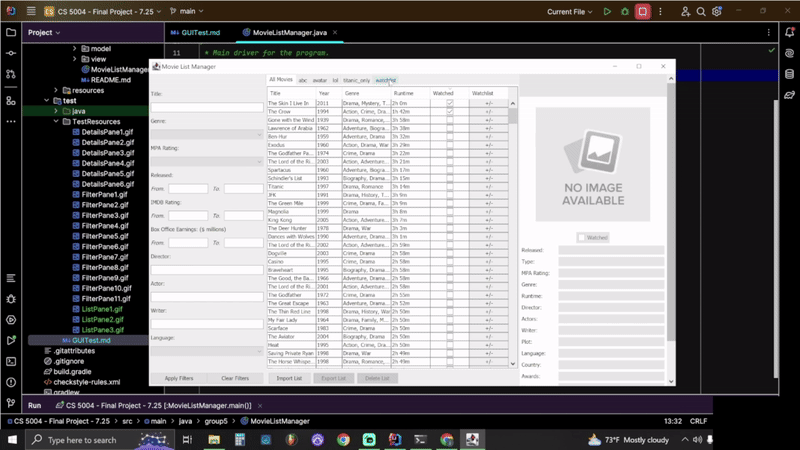 CS CS 5004 - Final Project - 7.25
main
Current File
Project
GUITest.md
MovieListManager.java
model
view
MovieListManager
README.md
resources
test
java
TestResources
DetailsPane1.gif
DetailsPane2.gif
DetailsPane3.gif
DetailsPane4.gif
DetailsPane5.gif
DetailsPane6.gif
FilterPane1.gif
FilterPane2.gif
FilterPane3.gif
FilterPane4.gif
FilterPane5.gif
FilterPane6.gif
FilterPane7.gif
FilterPane8.gif
FilterPane9.gif
FilterPane10.gif
FilterPane11.gif
ListPane1.gif
ListPane2.gif
ListPane3.gif
GUITest.md
.gitattributes
.gitignore
build.gradle
checkstyle-rules.xml
gradlew
11
* Main driver for the program.
Movie List Manager
Title:
Genre:
MPA Rating:
Released:
From: To:
IMDB Rating:
From: To:
Box Office Earnings: ($ millions)
From: To:
Director:
Actor:
Writer:
Language:
Apply Filters Clear Filters
All Movies abc avatar lol titanic_only watchlist
Title Year Genre Runtime Watched Watchlist
The Skin I Live In 2011 Drama, Mystery, T... 2h 0m +/-
The Crow 1994 Action, Crime, Dra... 1h 42m +/-
Gone with the Wind 1939 Drama, Romance,... 3h 58m +/-
Lawrence of Arabia 1962 Adventure, Biograp... 3h 38m +/-
Ben-Hur 1959 Adventure, Drama 3h 32m +/-
Exodus 1960 Action, Drama, War 3h 29m +/-
The Godfather Pa... 1974 Crime, Drama 3h 22m +/-
The Lord of the Ri... 2003 Action, Adventure... 3h 21m +/-
Spartacus 1960 Adventure, Biograp... 3h 17m +/-
Schindler's List 1993 Biography, Drama... 3h 15m +/-
Titanic 1997 Drama, Romance 3h 14m +/-
JFK 1991 Drama, History, T... 3h 9m +/-
The Green Mile 1999 Crime, Drama, Fa... 3h 9m +/-
Magnolia 1999 Drama 3h 8m +/-
King Kong 2005 Action, Adventure... 3h 7m +/-
The Deer Hunter 1978 Drama, War 3h 3m +/-
Dances with Wolves 1990 Adventure, Drama... 3h 1m +/-
The Lord of the Ri... 2002 Action, Adventure... 2h 59m +/-
Dogville 2003 Crime, Drama 2h 58m +/-
Casino 1995 Crime, Drama 2h 58m +/-
Braveheart 1995 Biography, Drama... 2h 58m +/-
The Good, the Ba... 1966 Adventure, Drama... 2h 58m +/-
The Lord of the Ri... 2001 Action, Adventure... 2h 58m +/-
The Godfather 1972 Crime, Drama 2h 55m +/-
The Great Escape 1963 Adventure, Drama... 2h 52m +/-
The Thin Red Line 1998 Drama, History, War 2h 50m +/-
My Fair Lady 1964 Drama, Family, M... 2h 50m +/-
Scarface 1983 Crime, Drama 2h 50m +/-
The Aviator 2004 Biography, Drama 2h 50m +/-
Heat 1995 Action, Crime, Dra... 2h 50m +/-
Saving Private Ryan 1998 Drama, War 2h 49m +/-
The Horse Whispe... 1998 Drama, Romance,... 2h 49m +/-
Import List Export List Delete List
NO IMAGE
AVAILABLE
Watched
Released:
Type:
MPA Rating:
Genre:
Runtime:
Director:
Actors:
Writer:
Plot:
Language:
Country:
Awards:
Run CS 5004 - Final Project - 7.25 [:MovieListManager.main()]
CS 5004 - Final Project - 7.25 > src > main > java > group5 > MovieListManager
13:32 CRLF
Type here to search
73°F Mostly cloudy